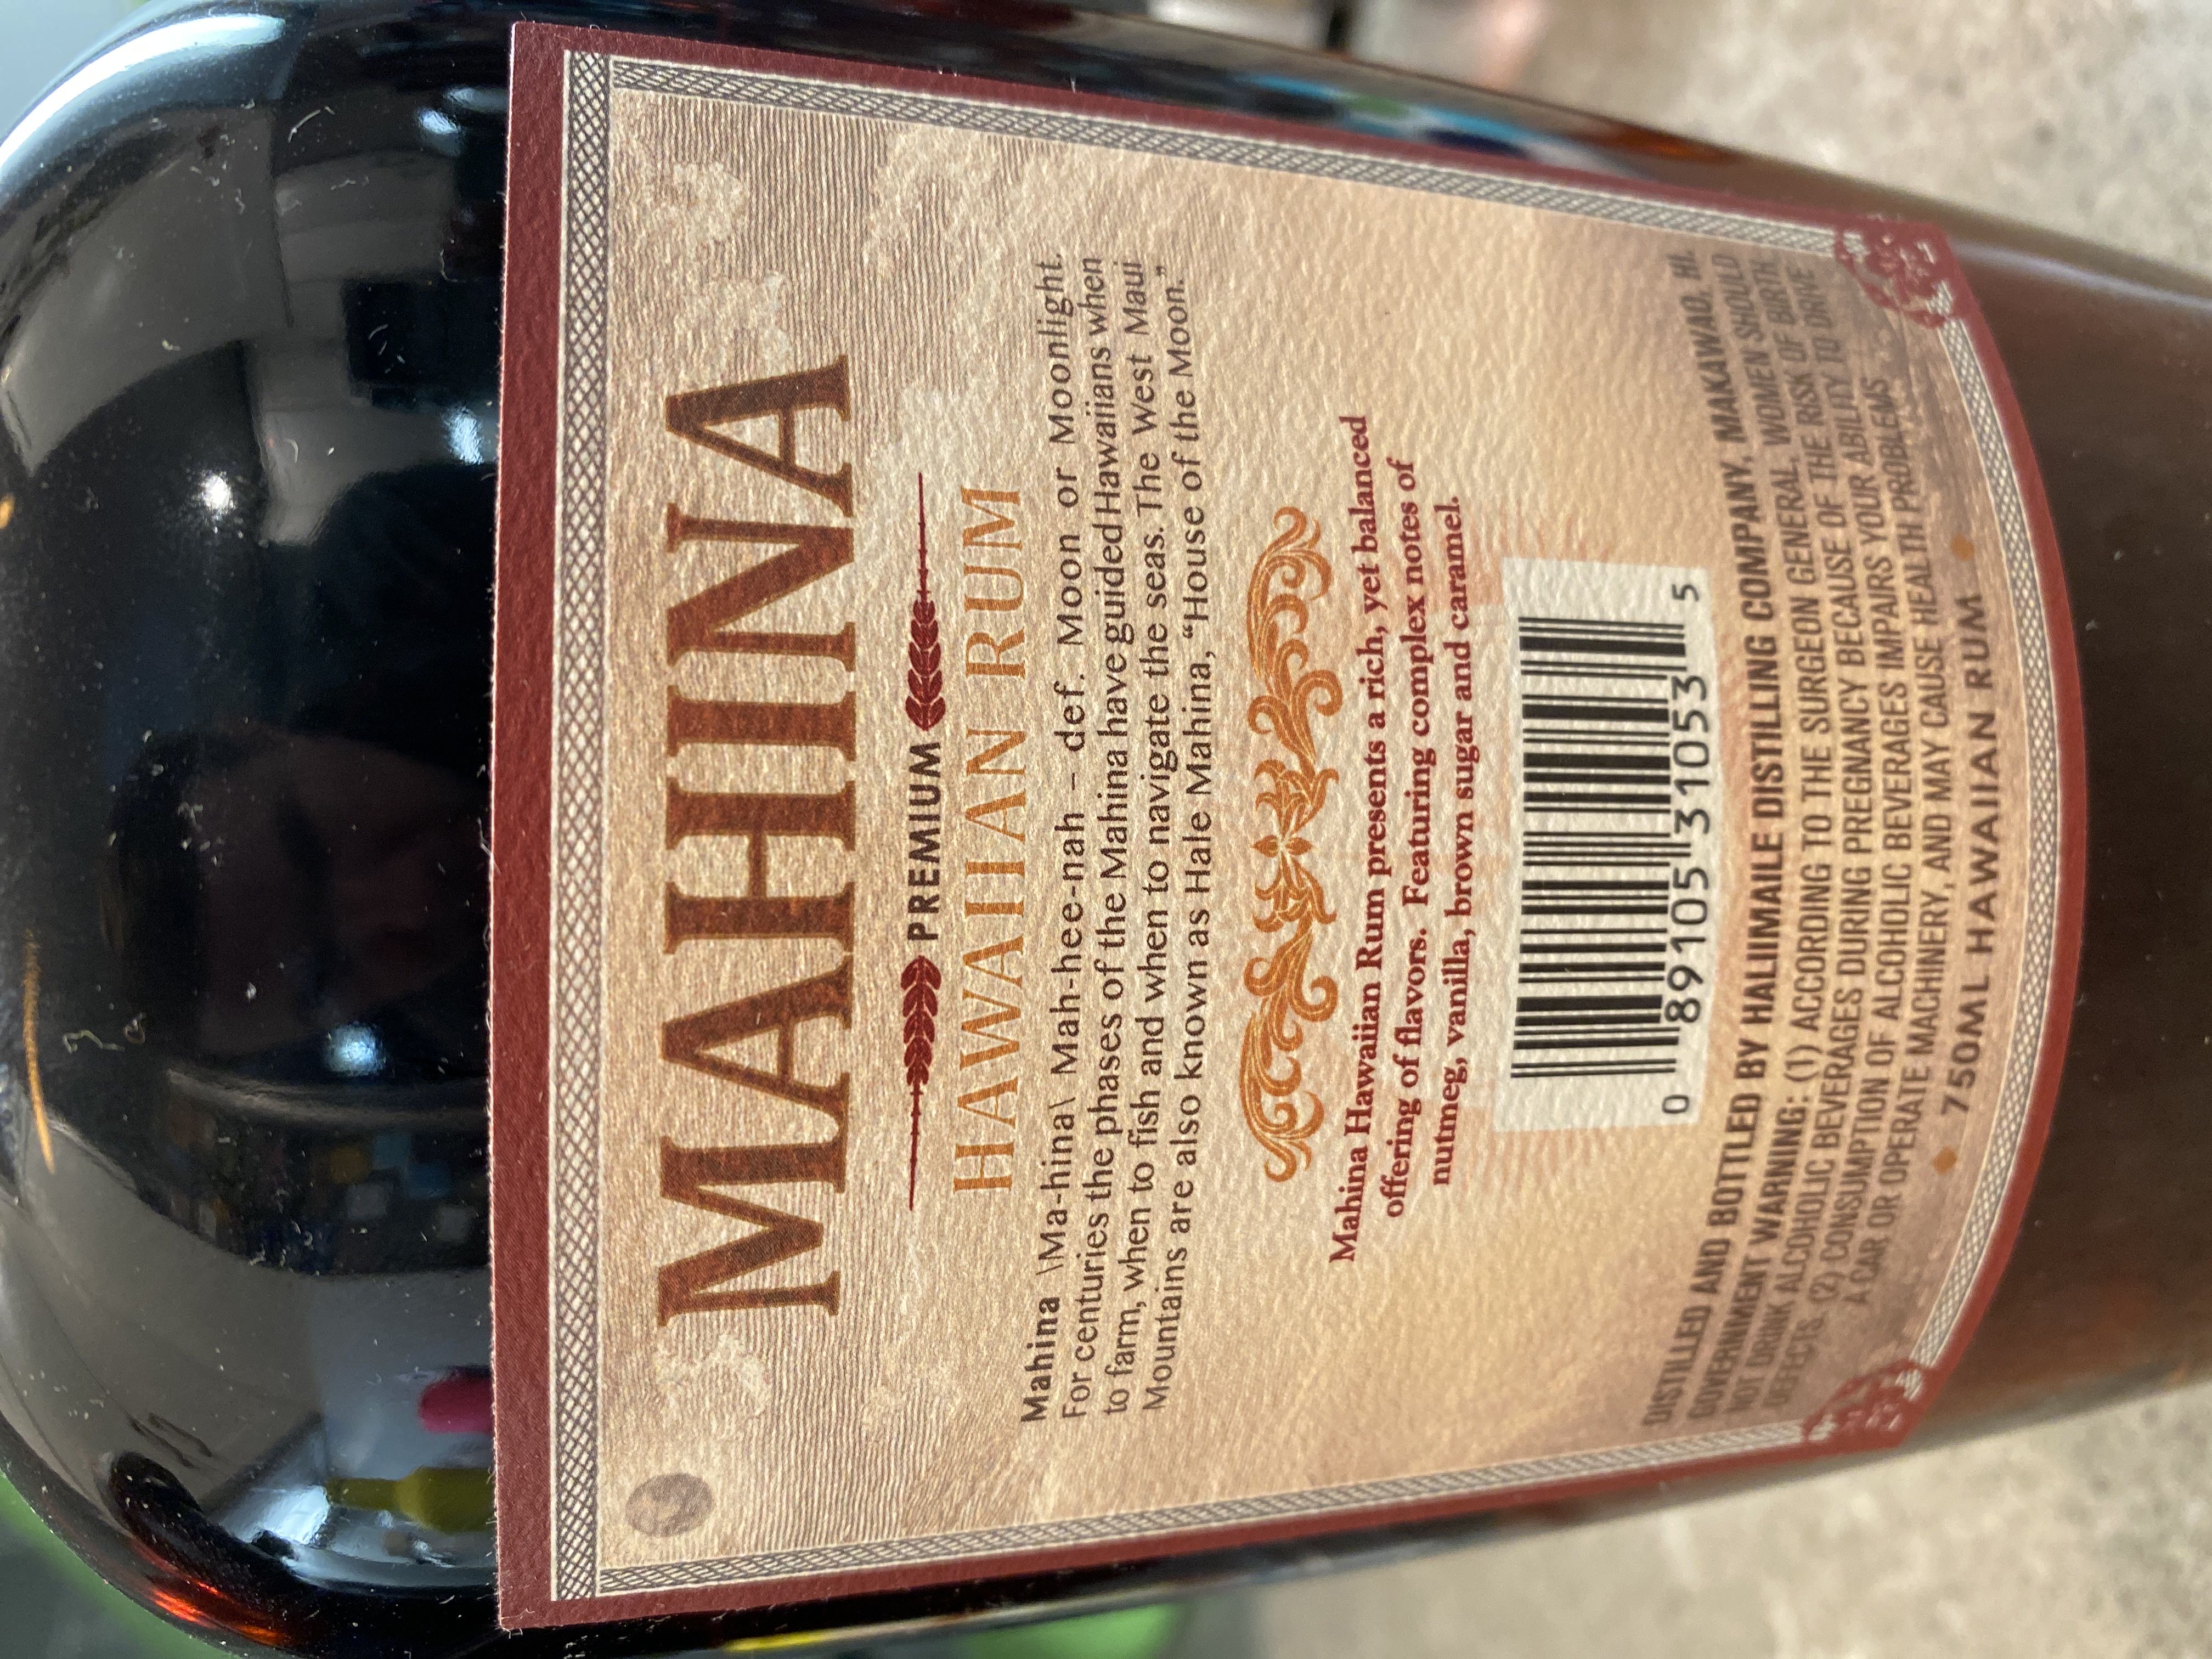 MAHINA
PREMIUM
HAWAIIAN RUM
Mahina \Ma-hina\ Mah-hee-nah – def. Moon or Moonlight.
For centuries the phases of the Mahina have guided Hawaiians when
to farm, when to fish and when to navigate the seas. The West Maui
Mountains are also known as Hale Mahina, “House of the Moon.”
Mahina Hawaiian Rum presents a rich, yet balanced
offering of flavors. Featuring complex notes of
nutmeg, vanilla, brown sugar and caramel.
0 89105 31053 5
DISTILLED AND BOTTLED BY HALIIMAILE DISTILLING COMPANY, MAKAWAO, HI.
GOVERNMENT WARNING: (1) ACCORDING TO THE SURGEON GENERAL, WOMEN SHOULD
NOT DRINK ALCOHOLIC BEVERAGES DURING PREGNANCY BECAUSE OF THE RISK OF BIRTH
DEFECTS. (2) CONSUMPTION OF ALCOHOLIC BEVERAGES IMPAIRS YOUR ABILITY TO DRIVE
A CAR OR OPERATE MACHINERY, AND MAY CAUSE HEALTH PROBLEMS
750ML HAWAIIAN RUM